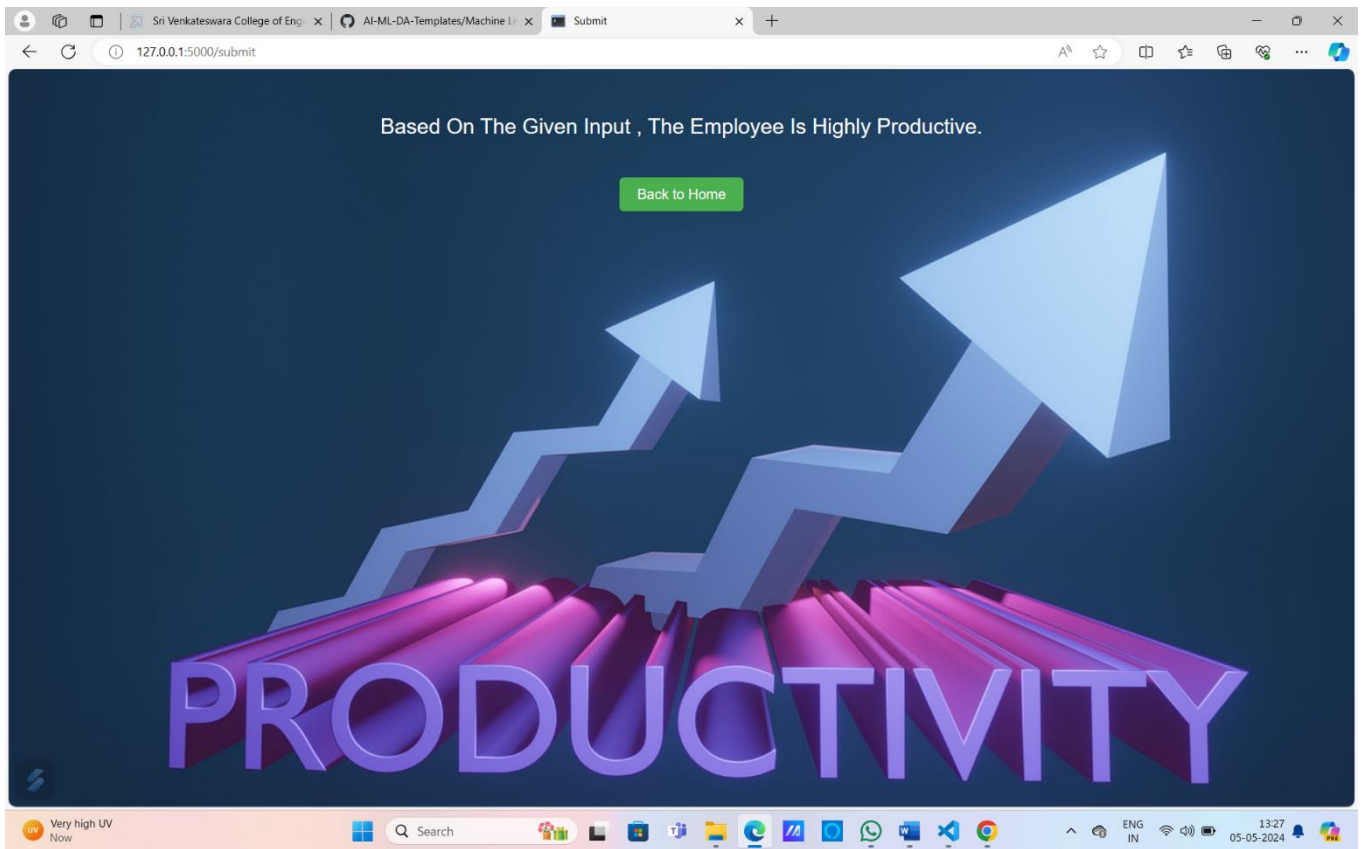 Sri Venkateswara College of Engi
AI-ML-DA-Templates/Machine Le
Submit
127.0.0.1:5000/submit
Based On The Given Input , The Employee Is Highly Productive.
Back to Home
PRODUCTIVITY
UV
Very high UV
Now
Search
ENG
IN
13:27
05-05-2024
PRE